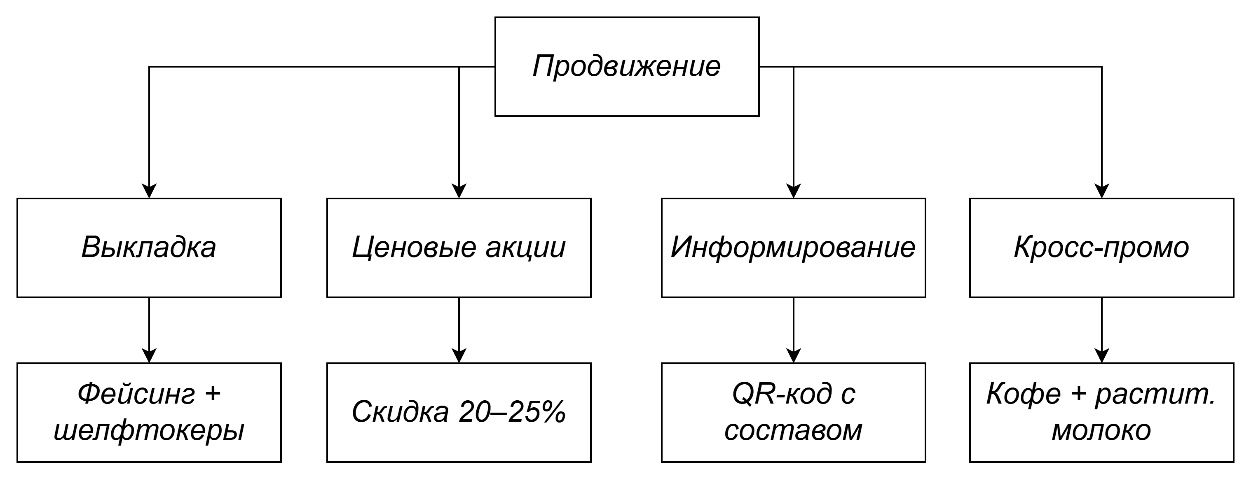 Продвижение
Выкладка
Ценовые акции
Информирование
Кросс-промо
Фейсинг +
шелфтокеры
Скидка 20–25%
QR-код с
составом
Кофе + растит.
молоко